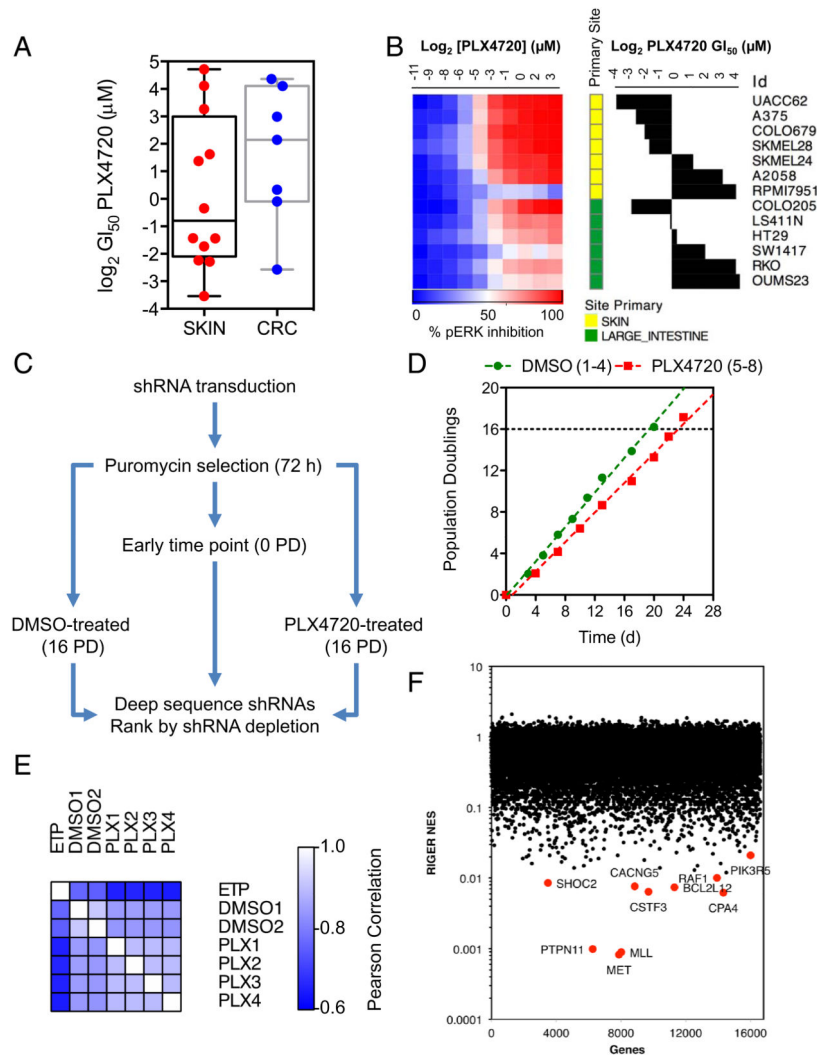 A
log2 GI50 PLX4720 (µM)
5
4
3
2
1
0
-1
-2
-3
-4
SKIN CRC
B
Log2 [PLX4720] (µM)
-11 -9 -8 -6 -5 -3 -1 0 2 3
0 50 100
% pERK inhibition
Primary Site
Log2 PLX4720 GI50 (µM)
-4 -3 -2 -1 0 1 2 3 4
Id
UACC62
A375
COLO679
SKMEL28
SKMEL24
A2058
RPMI7951
COLO205
LS411N
HT29
SW1417
RKO
OUMS23
Site Primary
SKIN
LARGE_INTESTINE
C
shRNA transduction
Puromycin selection (72 h)
Early time point (0 PD)
DMSO-treated
(16 PD)
PLX4720-treated
(16 PD)
Deep sequence shRNAs
Rank by shRNA depletion
D
DMSO (1-4) PLX4720 (5-8)
Population Doublings
20
16
12
8
4
0
0 4 8 12 16 20 24 28
Time (d)
E
ETP DMSO1 DMSO2 PLX1 PLX2 PLX3 PLX4
ETP
DMSO1
DMSO2
PLX1
PLX2
PLX3
PLX4
1.0
0.8
0.6
Pearson Correlation
F
RIGER NES
10
1
0.1
0.01
0.001
0.0001
0 4000 8000 12000 16000
Genes
SHOC2
CACNG5
CSTF3
RAF1
BCL2L12
PIK3R5
CPA4
PTPN11
MLL
MET